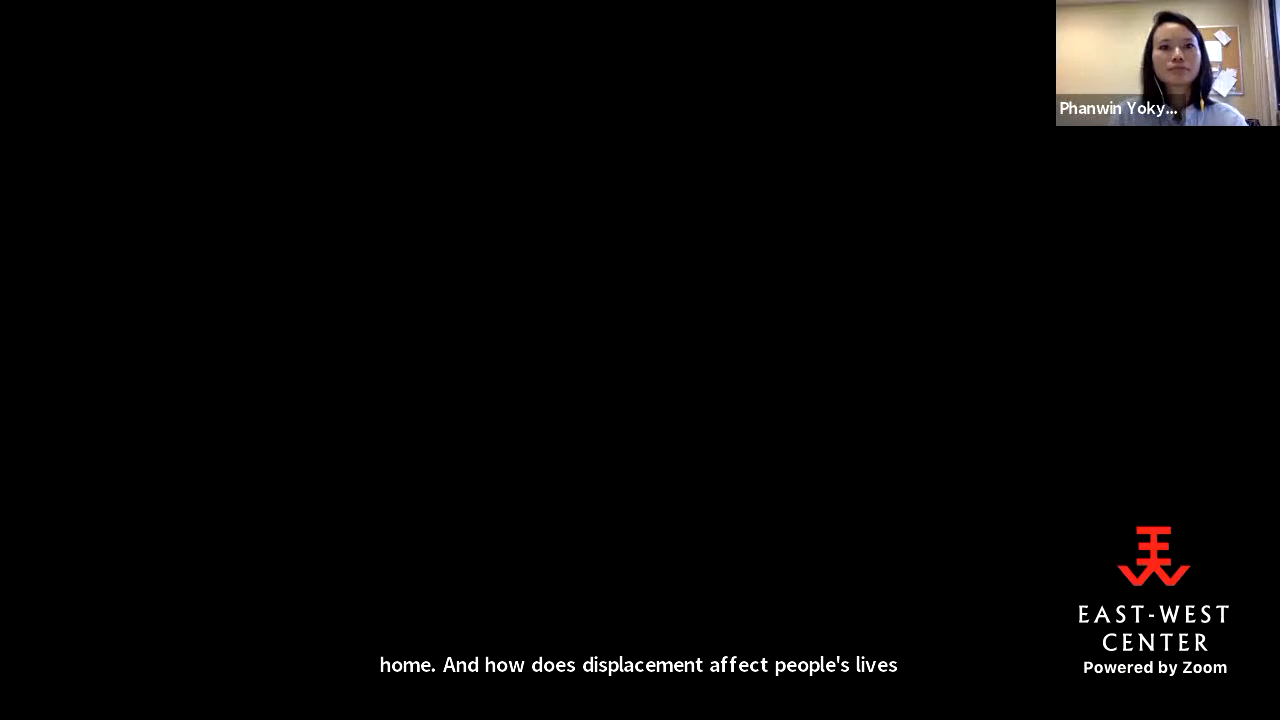 Phanwin Yoky...
EAST-WEST
CENTER
Powered by Zoom
home. And how does displacement affect people's lives